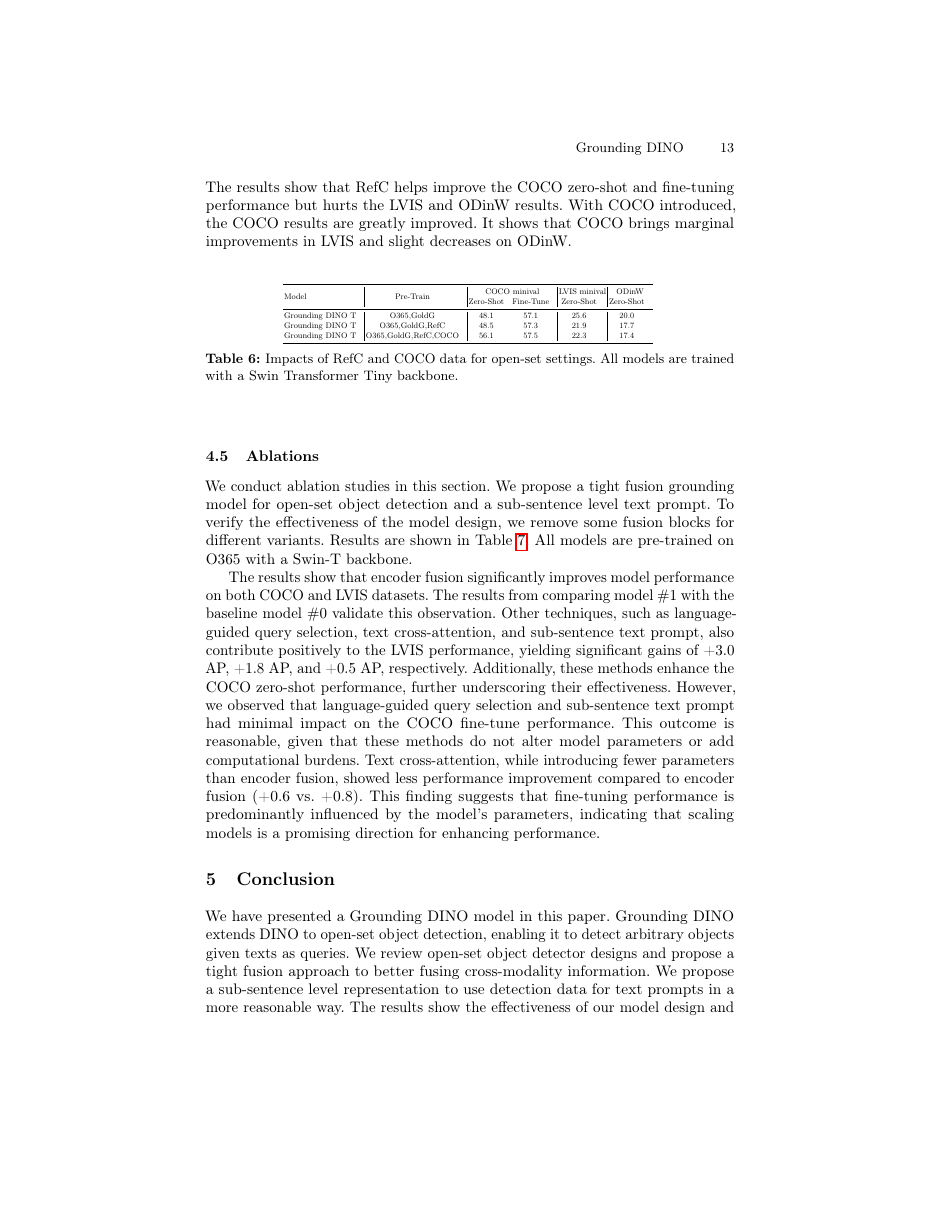 Grounding DINO 13
The results show that RefC helps improve the COCO zero-shot and fine-tuning
performance but hurts the LVIS and ODinW results. With COCO introduced,
the COCO results are greatly improved. It shows that COCO brings marginal
improvements in LVIS and slight decreases on ODinW.
Model Pre-Train COCO minival LVIS minival ODinW
Zero-Shot Fine-Tune Zero-Shot Zero-Shot
Grounding DINO T O365,GoldG 48.1 57.1 25.6 20.0
Grounding DINO T O365,GoldG,RefC 48.5 57.3 21.9 17.7
Grounding DINO T O365,GoldG,RefC,COCO 56.1 57.5 22.3 17.4
Table 6: Impacts of RefC and COCO data for open-set settings. All models are trained
with a Swin Transformer Tiny backbone.
4.5 Ablations
We conduct ablation studies in this section. We propose a tight fusion grounding
model for open-set object detection and a sub-sentence level text prompt. To
verify the effectiveness of the model design, we remove some fusion blocks for
different variants. Results are shown in Table 7. All models are pre-trained on
O365 with a Swin-T backbone.
The results show that encoder fusion significantly improves model performance
on both COCO and LVIS datasets. The results from comparing model #1 with the
baseline model #0 validate this observation. Other techniques, such as language-
guided query selection, text cross-attention, and sub-sentence text prompt, also
contribute positively to the LVIS performance, yielding significant gains of +3.0
AP, +1.8 AP, and +0.5 AP, respectively. Additionally, these methods enhance the
COCO zero-shot performance, further underscoring their effectiveness. However,
we observed that language-guided query selection and sub-sentence text prompt
had minimal impact on the COCO fine-tune performance. This outcome is
reasonable, given that these methods do not alter model parameters or add
computational burdens. Text cross-attention, while introducing fewer parameters
than encoder fusion, showed less performance improvement compared to encoder
fusion (+0.6 vs. +0.8). This finding suggests that fine-tuning performance is
predominantly influenced by the model's parameters, indicating that scaling
models is a promising direction for enhancing performance.
5 Conclusion
We have presented a Grounding DINO model in this paper. Grounding DINO
extends DINO to open-set object detection, enabling it to detect arbitrary objects
given texts as queries. We review open-set object detector designs and propose a
tight fusion approach to better fusing cross-modality information. We propose
a sub-sentence level representation to use detection data for text prompts in a
more reasonable way. The results show the effectiveness of our model design and